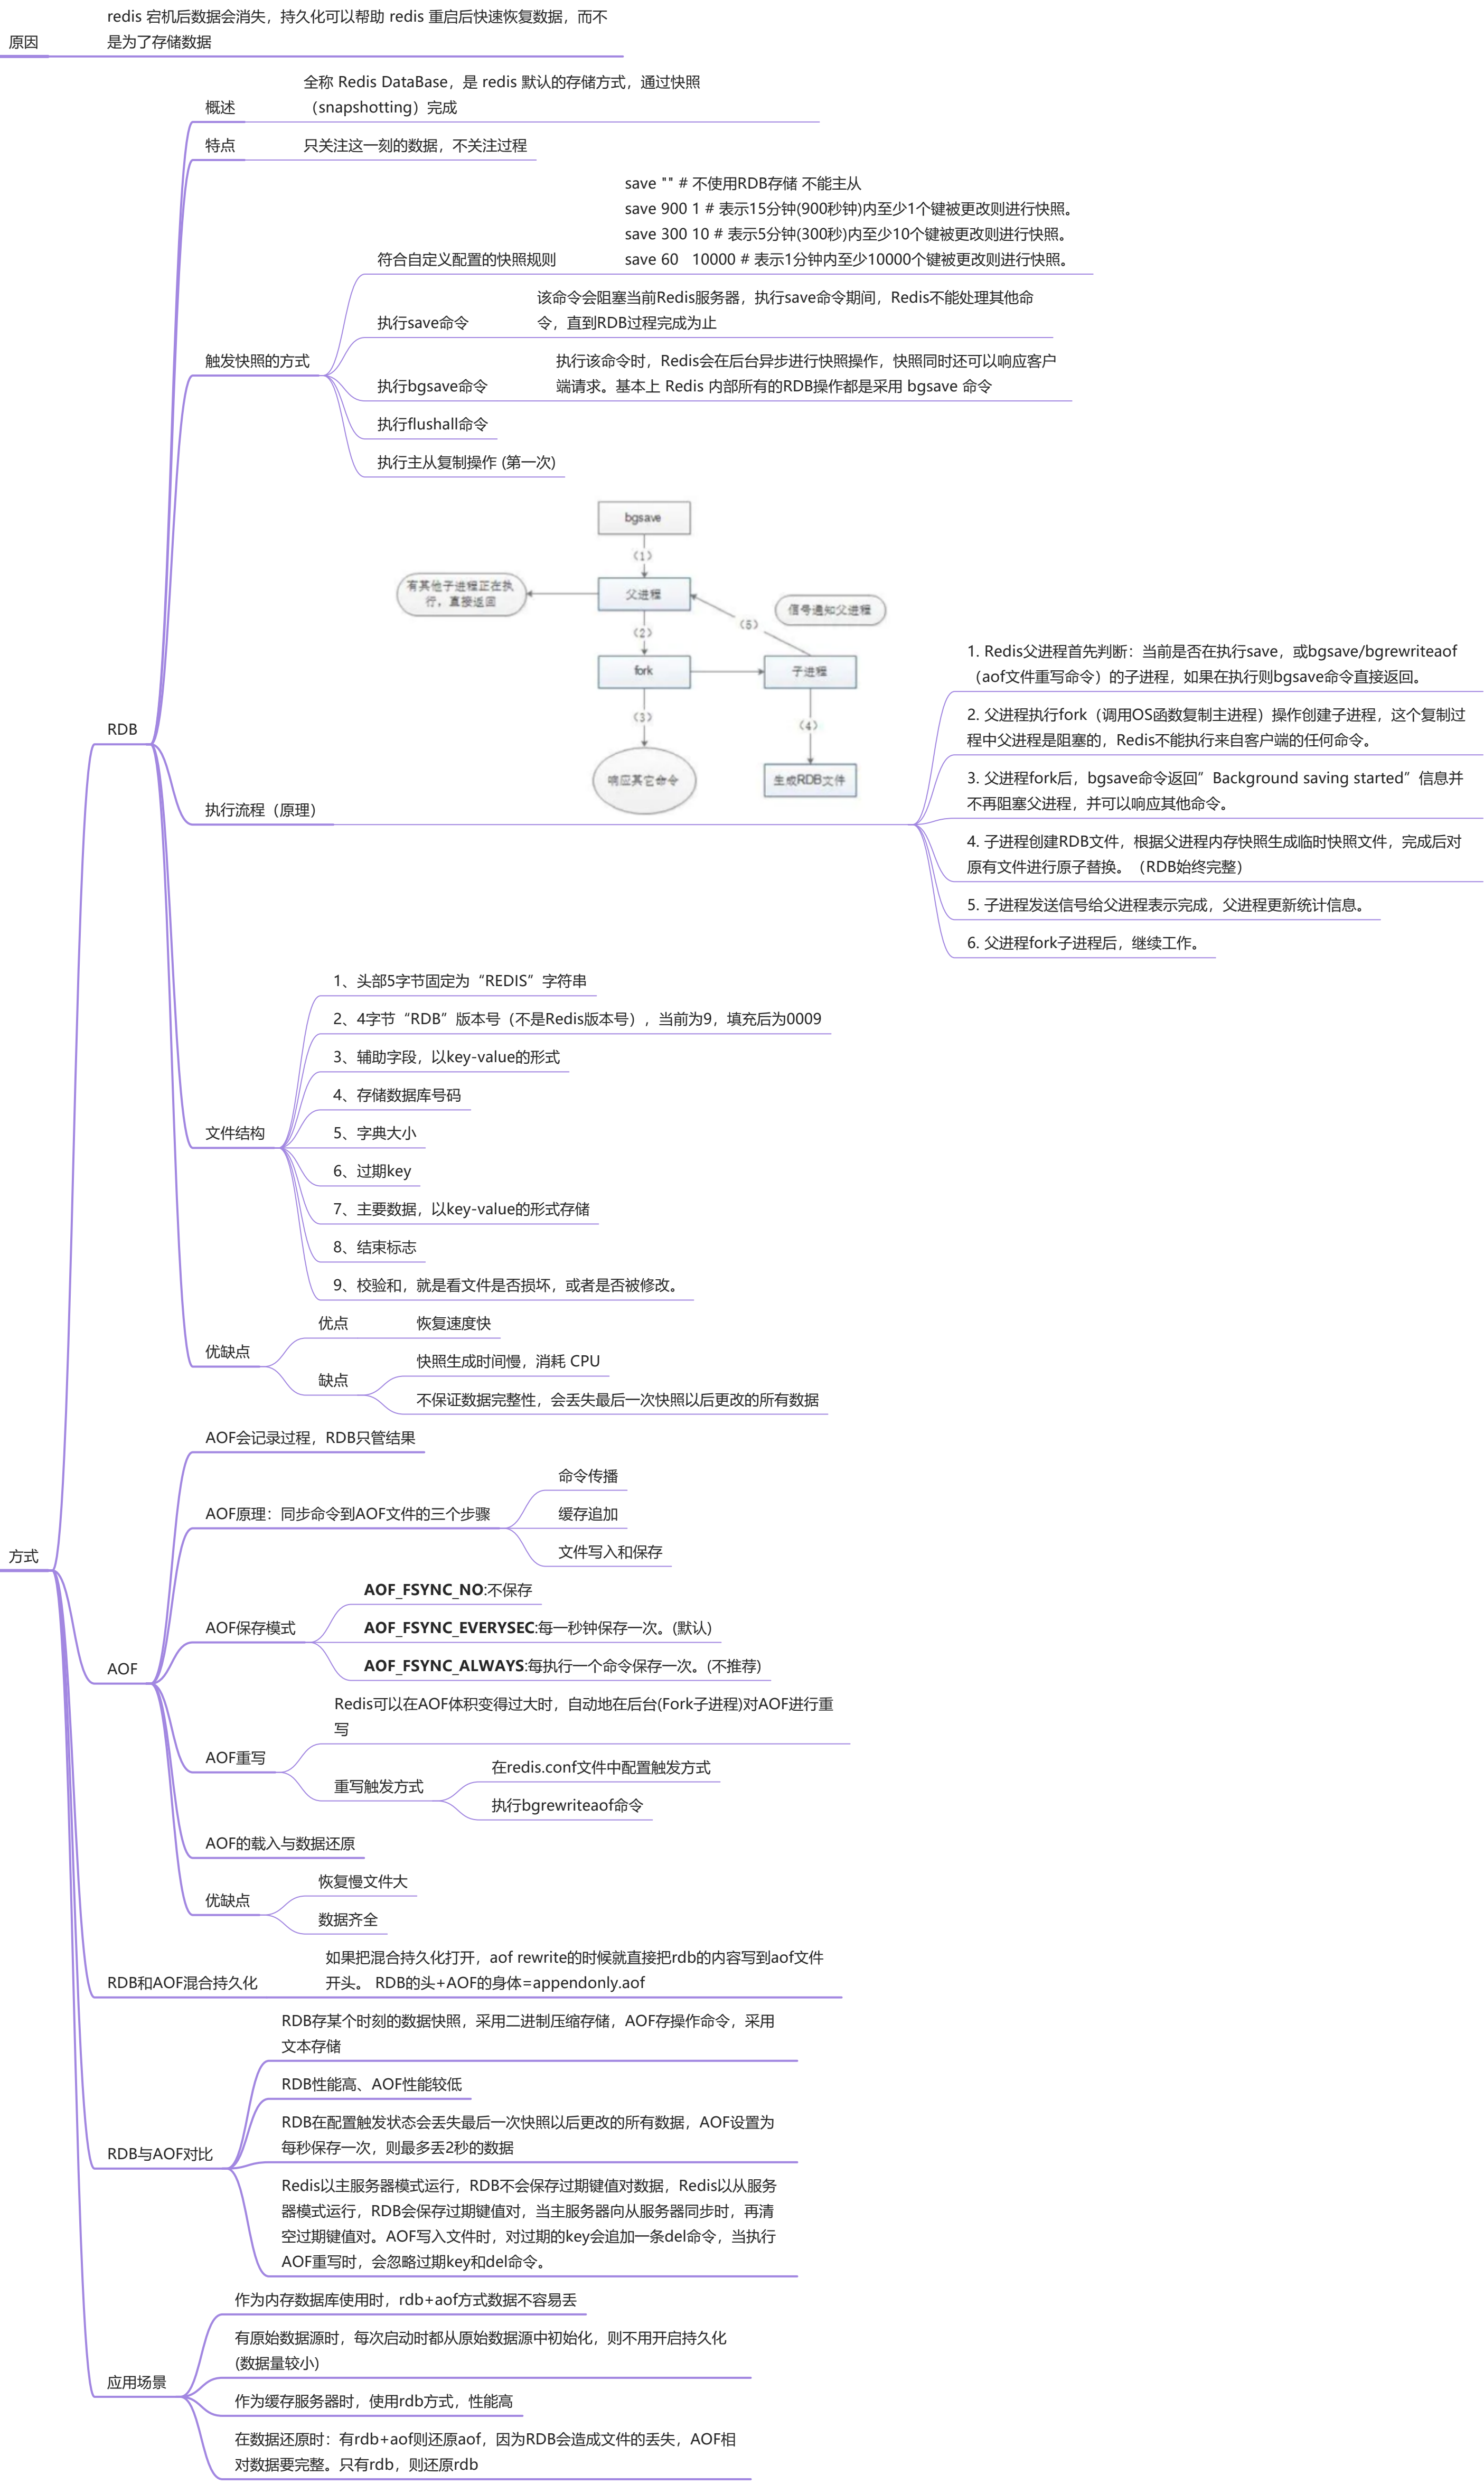 redis 宕机后数据会消失，持久化可以帮助 redis 重启后快速恢复数据，而不
是为了存储数据
原因
全称 Redis DataBase，是 redis 默认的存储方式，通过快照
（snapshotting）完成
概述
特点
只关注这一刻的数据，不关注过程
save "" # 不使用RDB存储 不能主从
save 900 1 # 表示15分钟(900秒钟)内至少1个键被更改则进行快照。
save 300 10 # 表示5分钟(300秒)内至少10个键被更改则进行快照。
save 60 10000 # 表示1分钟内至少10000个键被更改则进行快照。
符合自定义配置的快照规则
该命令会阻塞当前Redis服务器，执行save命令期间，Redis不能处理其他命
令，直到RDB过程完成为止
执行save命令
触发快照的方式
执行该命令时，Redis会在后台异步进行快照操作，快照同时还可以响应客户
端请求。基本上 Redis 内部所有的RDB操作都是采用 bgsave 命令
执行bgsave命令
执行flushall命令
执行主从复制操作 (第一次)
bgsave
（1）
有其他子进程正在执
行，直接返回
父进程
信号通知父进程
（2）
（5）
fork
子进程
（3）
（4）
响应其它命令
生成RDB文件
RDB
执行流程（原理）
1. Redis父进程首先判断：当前是否在执行save，或bgsave/bgrewriteaof
（aof文件重写命令）的子进程，如果在执行则bgsave命令直接返回。
2. 父进程执行fork（调用OS函数复制主进程）操作创建子进程，这个复制过
程中父进程是阻塞的，Redis不能执行来自客户端的任何命令。
3. 父进程fork后，bgsave命令返回”Background saving started”信息并
不再阻塞父进程，并可以响应其他命令。
4. 子进程创建RDB文件，根据父进程内存快照生成临时快照文件，完成后对
原有文件进行原子替换。（RDB始终完整）
5. 子进程发送信号给父进程表示完成，父进程更新统计信息。
6. 父进程fork子进程后，继续工作。
1、头部5字节固定为“REDIS”字符串
2、4字节“RDB”版本号（不是Redis版本号），当前为9，填充后为0009
3、辅助字段，以key-value的形式
4、存储数据库号码
文件结构
5、字典大小
6、过期key
7、主要数据，以key-value的形式存储
8、结束标志
9、校验和，就是看文件是否损坏，或者是否被修改。
优点
恢复速度快
优缺点
缺点
快照生成时间慢，消耗 CPU
不保证数据完整性，会丢失最后一次快照以后更改的所有数据
AOF会记录过程，RDB只管结果
命令传播
AOF原理：同步命令到AOF文件的三个步骤
缓存追加
文件写入和保存
方式
AOF_FSYNC_NO:不保存
AOF保存模式
AOF_FSYNC_EVERYSEC:每一秒钟保存一次。(默认)
AOF_FSYNC_ALWAYS:每执行一个命令保存一次。(不推荐)
AOF
Redis可以在AOF体积变得过大时，自动地在后台(Fork子进程)对AOF进行重
写
AOF重写
重写触发方式
在redis.conf文件中配置触发方式
执行bgrewriteaof命令
AOF的载入与数据还原
恢复慢文件大
优缺点
数据齐全
如果把混合持久化打开，aof rewrite的时候就直接把rdb的内容写到aof文件
开头。 RDB的头+AOF的身体=appendonly.aof
RDB和AOF混合持久化
RDB存某个时刻的数据快照，采用二进制压缩存储，AOF存操作命令，采用
文本存储
RDB性能高、AOF性能较低
RDB与AOF对比
RDB在配置触发状态会丢失最后一次快照以后更改的所有数据，AOF设置为
每秒保存一次，则最多丢2秒的数据
Redis以主服务器模式运行，RDB不会保存过期键值对数据，Redis以从服务
器模式运行，RDB会保存过期键值对，当主服务器向从服务器同步时，再清
空过期键值对。AOF写入文件时，对过期的key会追加一条del命令，当执行
AOF重写时，会忽略过期key和del命令。
作为内存数据库使用时，rdb+aof方式数据不容易丢
有原始数据源时，每次启动时都从原始数据源中初始化，则不用开启持久化
(数据量较小)
应用场景
作为缓存服务器时，使用rdb方式，性能高
在数据还原时：有rdb+aof则还原aof，因为RDB会造成文件的丢失，AOF相
对数据要完整。只有rdb，则还原rdb